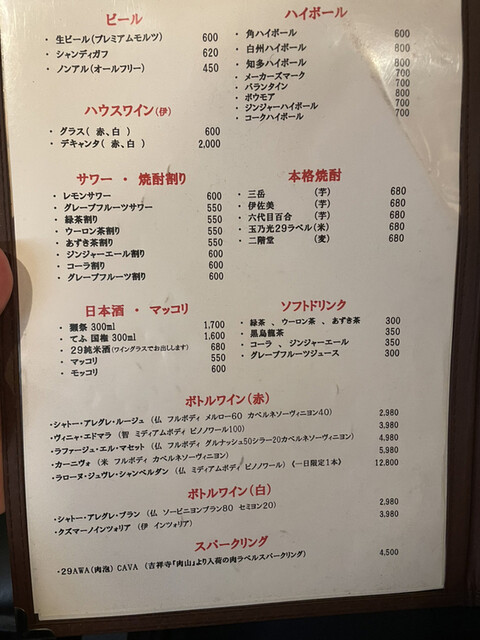 ビール
・ 生ビール(プレミアムモルツ) 600
・ シャンディガフ 620
・ ノンアル(オールフリー) 450
ハウスワイン(伊)
・ グラス( 赤、白 ) 600
・ デキャンタ( 赤、白 ) 2,000
ハイボール
・ 角ハイボール 600
・ 白州ハイボール 800
・ 知多ハイボール 800
・ メーカーズマーク 700
・ バランタイン 700
・ ボウモア 800
・ ジンジャーハイボール 700
・ コークハイボール 700
サワー ・ 焼酎割り
・ レモンサワー 600
・ グレープフルーツサワー 550
・ 緑茶割り 550
・ ウーロン茶割り 550
・ あずき茶割り 550
・ ジンジャーエール割り 600
・ コーラ割り 600
・ グレープフルーツ割り 600
本格焼酎
・ 三岳 (芋) 680
・ 伊佐美 (芋) 680
・ 六代目百合 (芋) 680
・ 玉乃光29ラベル(米) 680
・ 二階堂 (麦) 680
日本酒 ・ マッコリ
・ 獺祭 300ml 1,700
・ てふ 国権 300ml 1,600
・ 29純米酒(ワイングラスでお出しします) 680
・ マッコリ 550
・ モッコリ 600
ソフトドリンク
・ 緑茶 、 ウーロン茶 、 あずき茶 300
・ 黒烏龍茶 350
・ コーラ 、 ジンジャーエール 350
・ グレープフルーツジュース 300
ボトルワイン(赤)
・シャトー・アレグレ・ルージュ (仏 フルボディ メルロー60 カベルネソーヴィニヨン40) 2.980
・ヴィニャ・エドマラ (智 ミディアムボディ ピノノワール100) 3.980
・ラファージュ・エル・マセット (仏 フルボディ グルナッシュ50シラー20カベルネソーヴィニヨン) 4.980
・カーニヴォ (米 フルボディ カベルネソーヴィニヨン) 5.980
・ラローヌ・ジュヴレ・シャンベルダン (仏 ミディアムボディ ピノノワール) 《一日限定1本》 12.800
ボトルワイン(白)
・シャトー・アレグレ・ブラン (仏 ソービニヨンブラン80 セミヨン20) 2.980
・クズマーノインツォリア (伊 インツォリア) 3.980
スパークリング
・29AWA(肉泡) CAVA (吉祥寺「肉山」より入荷の肉ラベルスパークリング) 4.500